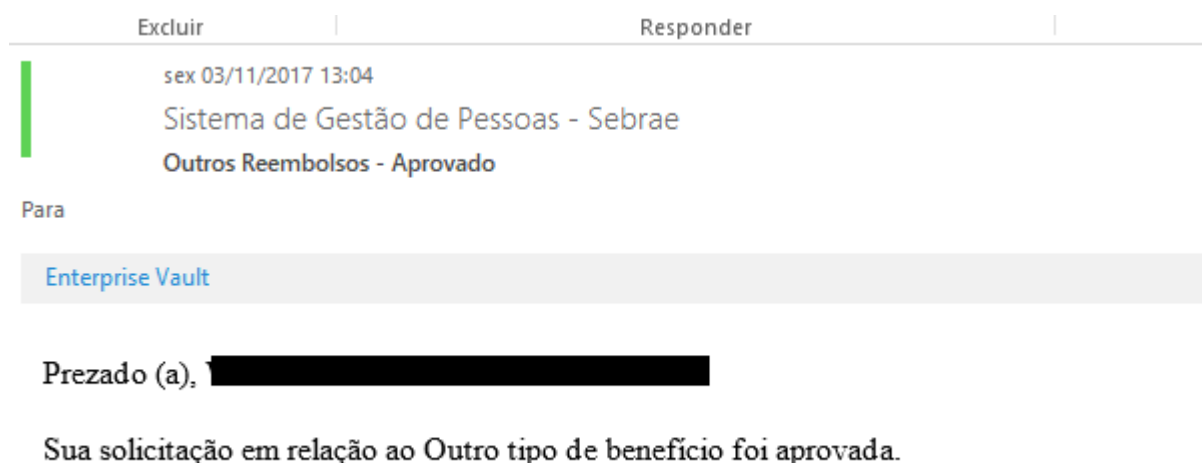 Excluir Responder
sex 03/11/2017 13:04
Sistema de Gestão de Pessoas - Sebrae
Outros Reembolsos - Aprovado
Para
Enterprise Vault
Prezado (a),
Sua solicitação em relação ao Outro tipo de benefício foi aprovada.